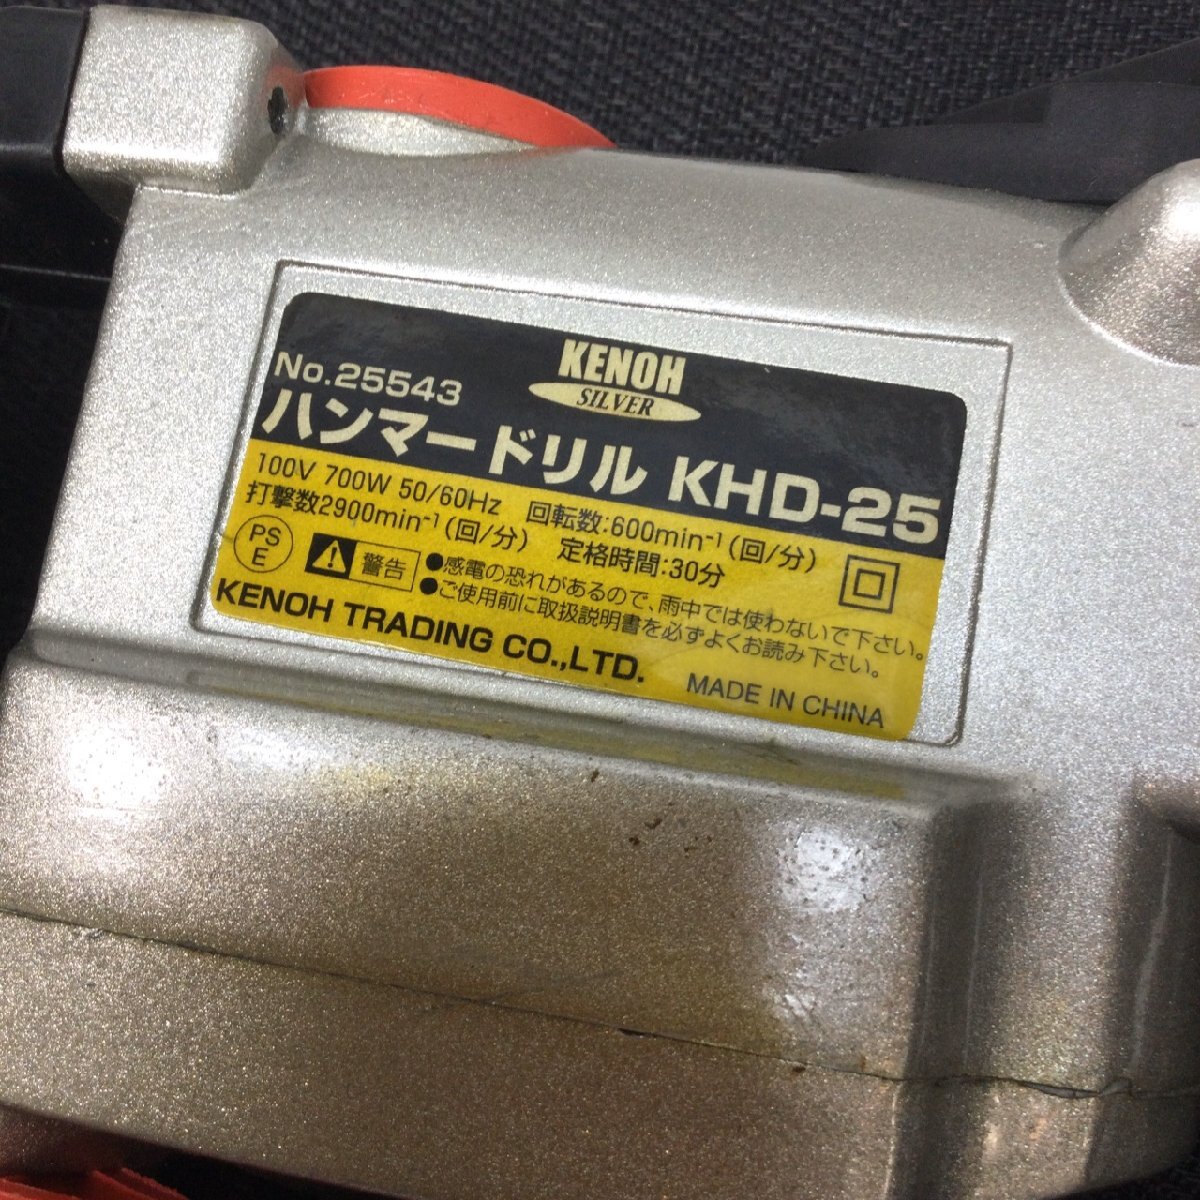 KENOH
SILVER
No.25543
ハンマードリル KHD-25
100V 700W 50/60Hz 回転数:600min⁻¹(回/分)
打撃数2900min⁻¹(回/分) 定格時間:30分
PS
E
警告
●感電の恐れがあるので、雨中では使わないで下さい。
●ご使用前に取扱説明書を必ずよくお読み下さい。
KENOH TRADING CO.,LTD.
MADE IN CHINA